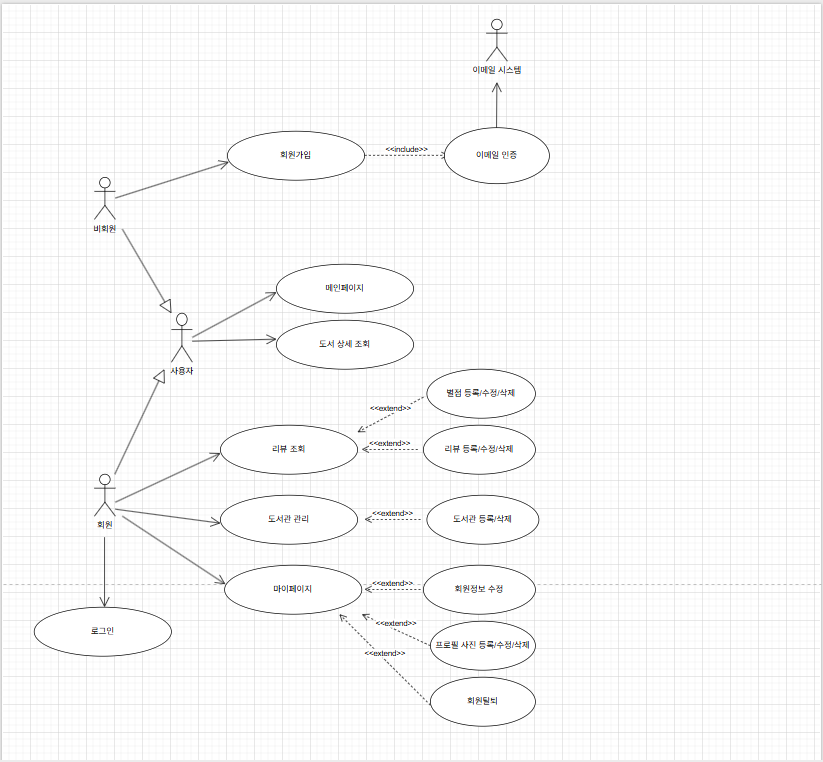 이메일 시스템
회원가입
<<include>>
이메일 인증
비회원
메인페이지
사용자
도서 상세 조회
별점 등록/수정/삭제
<<extend>>
리뷰 조회
<<extend>>
리뷰 등록/수정/삭제
회원
도서관 관리
<<extend>>
도서관 등록/삭제
마이페이지
<<extend>>
회원정보 수정
로그인
<<extend>>
프로필 사진 등록/수정/삭제
<<extend>>
회원탈퇴